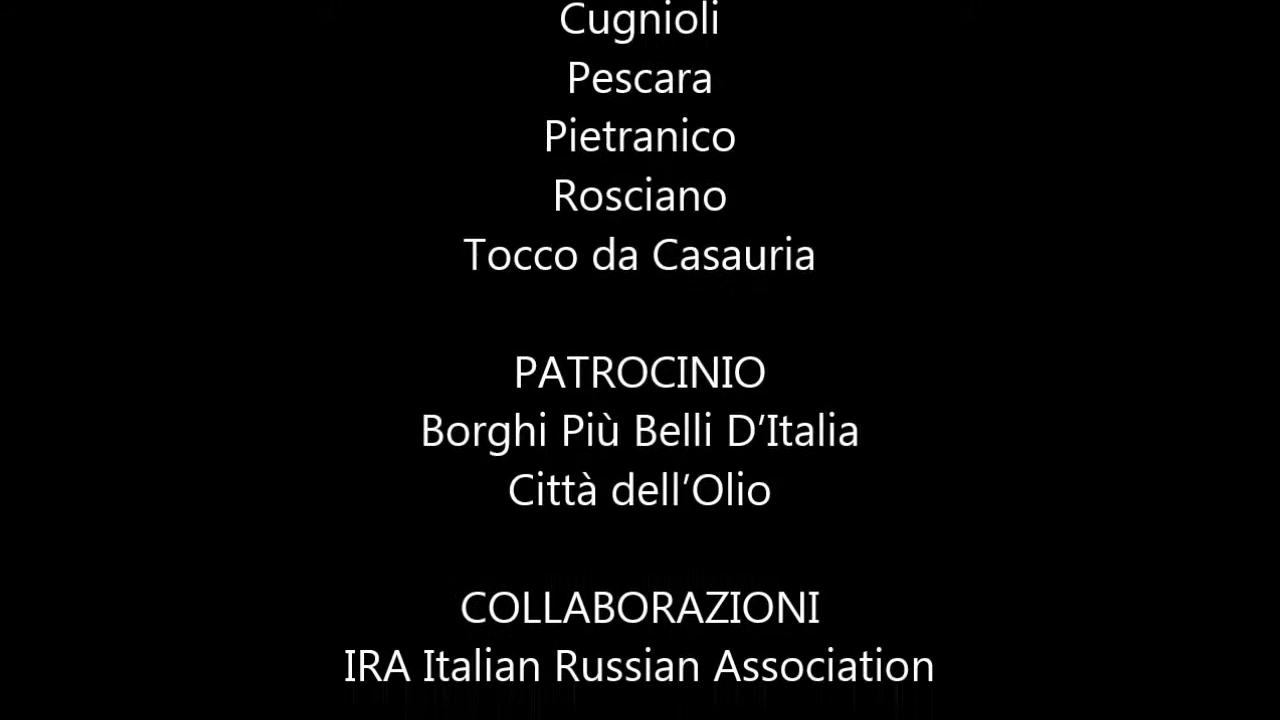 Cugnioli
Pescara
Pietranico
Rosciano
Tocco da Casauria
PATROCINIO
Borghi Più Belli D’Italia
Città dell’Olio
COLLABORAZIONI
IRA Italian Russian Association